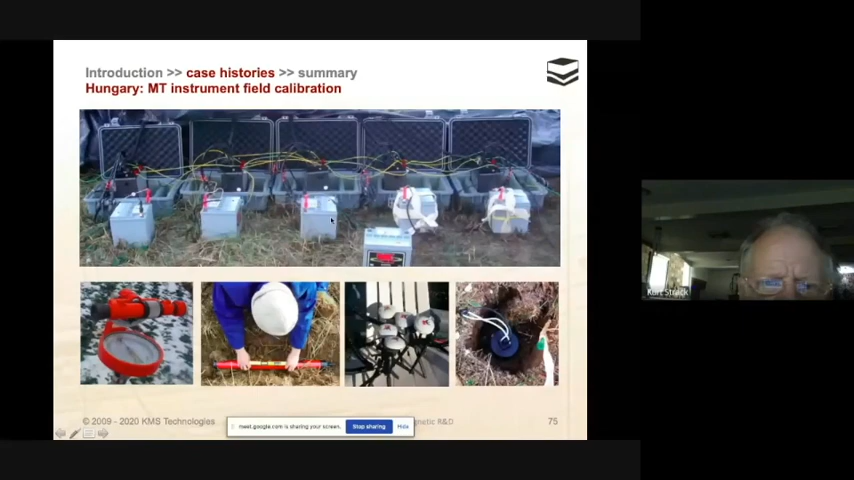 Introduction >> case histories >> summary
Hungary: MT instrument field calibration
© 2009 - 2020 KMS Technologies
netic R&D
75
meet.google.com is sharing your screen.
Stop sharing
Hide
Kurt Strack